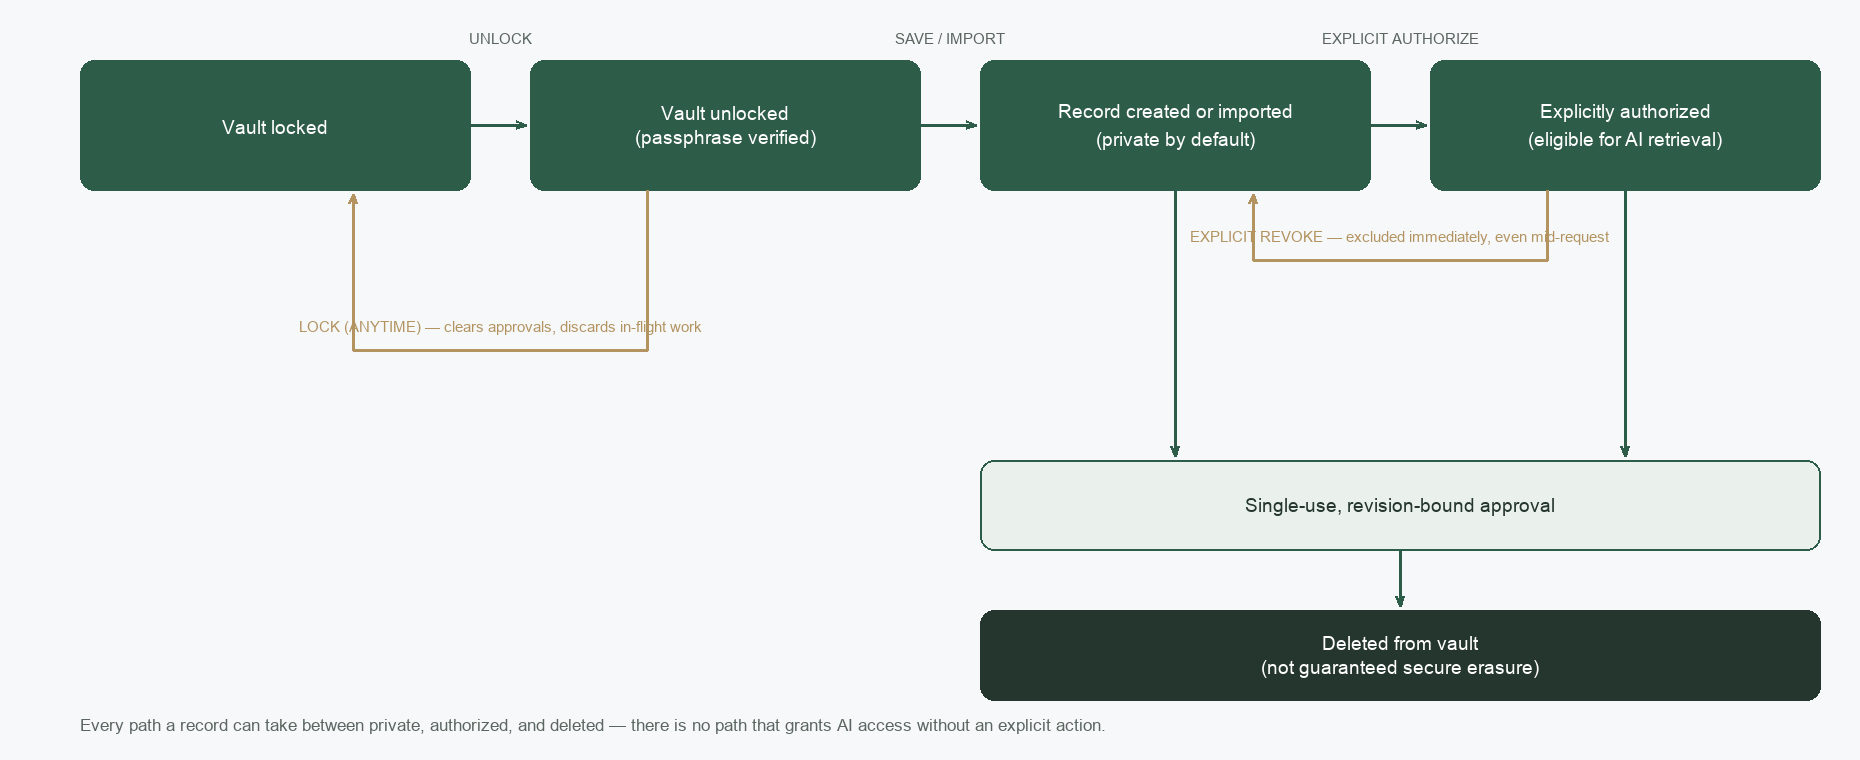 UNLOCK
SAVE / IMPORT
EXPLICIT AUTHORIZE
Vault locked
Vault unlocked
(passphrase verified)
Record created or imported
(private by default)
Explicitly authorized
(eligible for AI retrieval)
EXPLICIT REVOKE — excluded immediately, even mid-request
LOCK (ANYTIME) — clears approvals, discards in-flight work
Single-use, revision-bound approval
Deleted from vault
(not guaranteed secure erasure)
Every path a record can take between private, authorized, and deleted — there is no path that grants AI access without an explicit action.